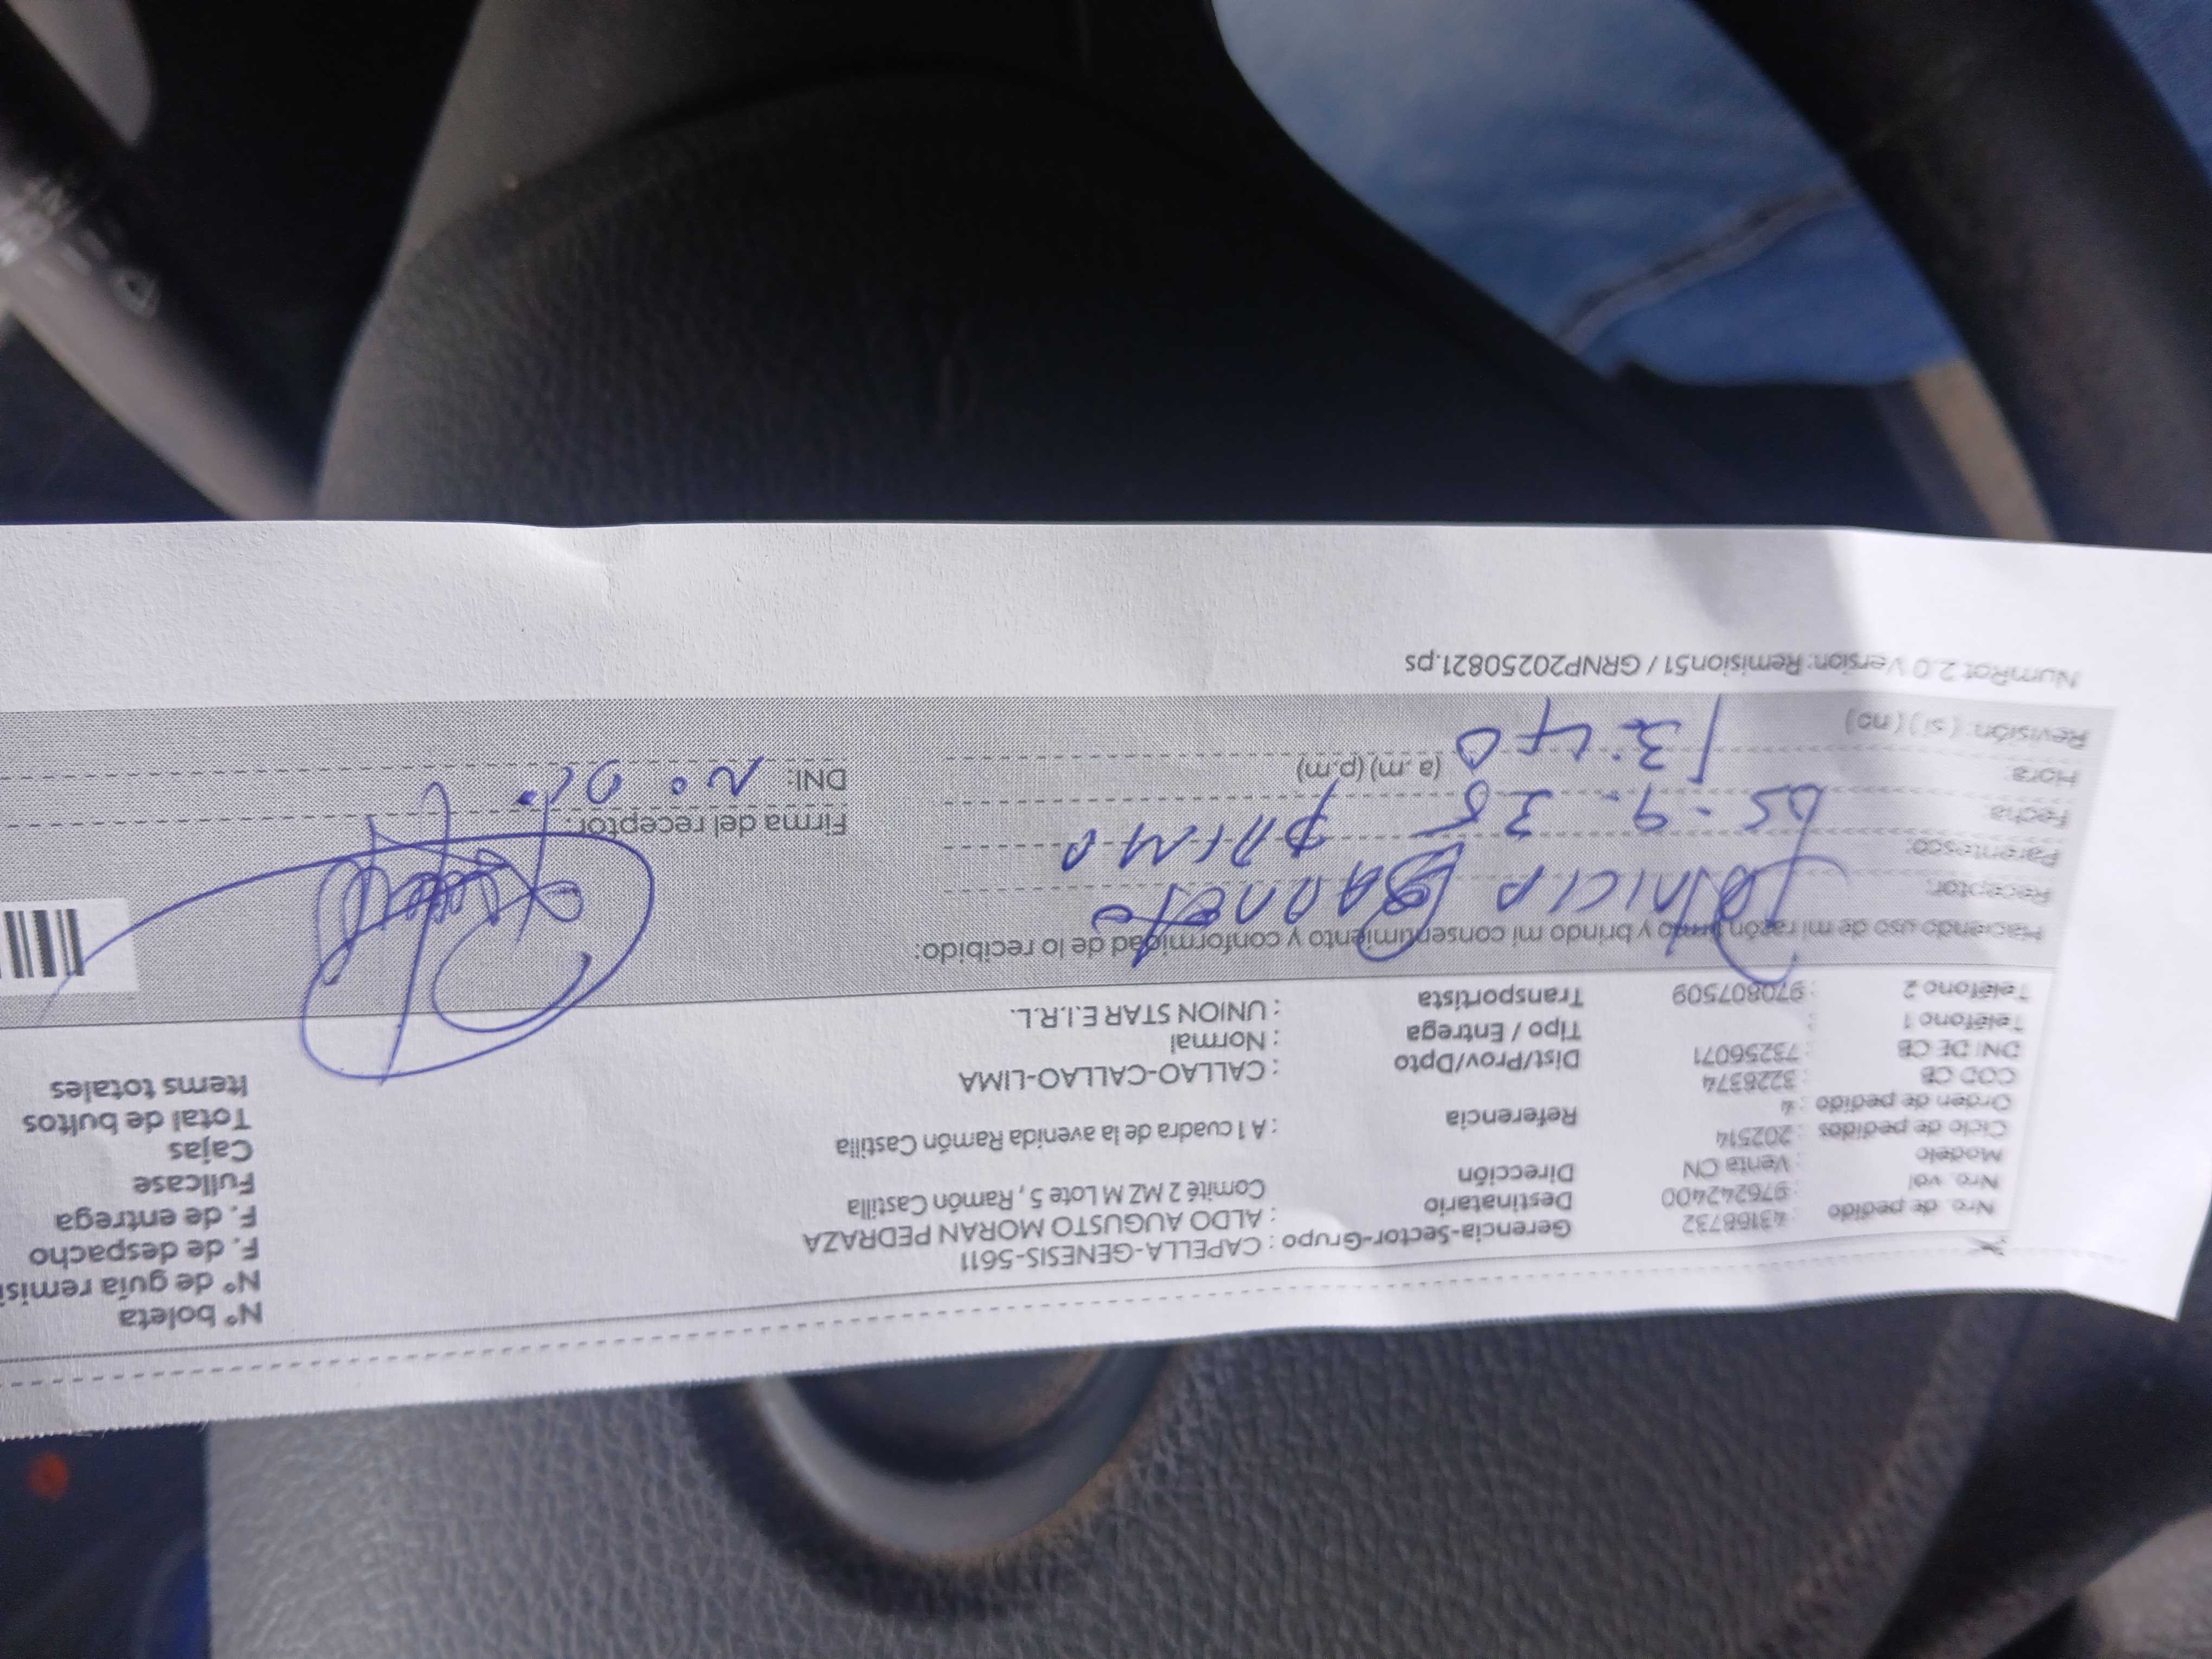 Nº boleta
Nº de guía remisi
F. de despacho
F. de entrega
Fullcase
Cajas
Total de bultos
Items totales
Nro. de pedido : 43168732 Gerencia-Sector-Grupo : CAPELLA-GENESIS-5611
Nro. vol. : 976242400 Destinatario : ALDO AUGUSTO MORAN PEDRAZA
Modelo : Venta CN Dirección Comité 2 MZ M Lote 5 , Ramón Castilla
Ciclo de pedidos : 202514
Orden de pedido : 4 Referencia : A 1 cuadra de la avenida Ramón Castilla
COD CB : 3228374
DNI DE CB : 73256071 Dist/Prov/Dpto : CALLAO-CALLAO-LIMA
Teléfono 1 : Tipo / Entrega : Normal
Teléfono 2 : 970807509 Transportista : UNION STAR E.I.R.L.
Haciendo uso de mi razón firmo y brindo mi consentimiento y conformidad de lo recibido:
Receptor:
Parentesco: PRIMA
Fecha: 05-9-25
Hora: 13:40 (a.m) (p.m)
Revisión: (si) (no)
Firma del receptor:
DNI: No
NumRot 2.0 Version: Remision51 / GRNP20250821.ps